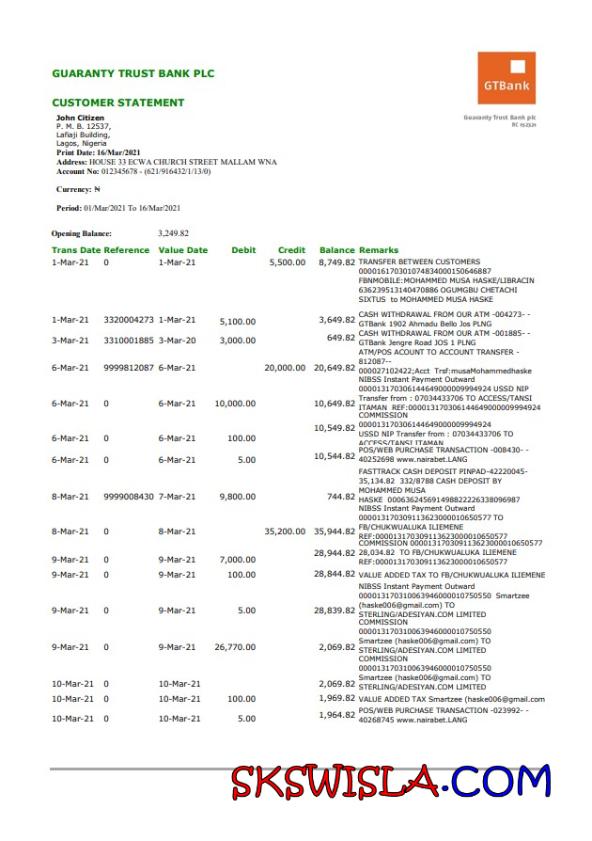 GUARANTY TRUST BANK PLC
GTBank
Guaranty Trust Bank plc
CUSTOMER STATEMENT
John Citizen
P. M. B. 12537,
Lafiaji Building,
Lagos, Nigeria
Print Date: 16/Mar/2021
Address: HOUSE 33 ECWA CHURCH STREET MALLAM WNA
Account No: 012345678 - (621/916432/1/13/0)
Currency: ₦
Period: 01/Mar/2021 To 16/Mar/2021
Opening Balance: 3,249.82
Trans Date Reference Value Date Debit Credit Balance Remarks
1-Mar-21 0 1-Mar-21 5,500.00 8,749.82 TRANSFER BETWEEN CUSTOMERS
000016170301074834000150646887
FBNMOBILE:MOHAMMED MUSA HASKE/LIBRACIN
636239513140470886 OGUMGBU CHETACHI
SIXTUS to MOHAMMED MUSA HASKE
1-Mar-21 3320004273 1-Mar-21 5,100.00 3,649.82 CASH WITHDRAWAL FROM OUR ATM -004273- -
GTBank 1902 Ahmadu Bello Jos PLNG
3-Mar-21 3310001885 3-Mar-20 3,000.00 649.82 CASH WITHDRAWAL FROM OUR ATM -001885- -
GTBank Jengre Road JOS 1 PLNG
ATM/POS ACOUNT TO ACCOUNT TRANSFER -
812087--
6-Mar-21 9999812087 6-Mar-21 20,000.00 20,649.82 000027102422;Acct Trsf:musaMohammedhaske
NIBSS Instant Payment Outward
000013170306144649000009994924 USSD NIP
6-Mar-21 0 6-Mar-21 10,000.00 10,649.82 Transfer from : 07034433706 TO ACCESS/TANSI
ITAMAN REF:000013170306144649000009994924
COMMISSION
10,549.82 000013170306144649000009994924
6-Mar-21 0 6-Mar-21 100.00 USSD NIP Transfer from : 07034433706 TO
ACCESS/TANSI ITAMAN
6-Mar-21 0 6-Mar-21 5.00 10,544.82 POS/WEB PURCHASE TRANSACTION -008430- -
40252698 www.nairabet.LANG
FASTTRACK CASH DEPOSIT PINPAD-42220045-
35,134.82 332/8788 CASH DEPOSIT BY
MOHAMMED MUSA
8-Mar-21 9999008430 7-Mar-21 9,800.00 744.82 HASKE 00063624569149882222633809​6987
NIBSS Instant Payment Outward
000013170309113623000010650577 TO
8-Mar-21 0 8-Mar-21 35,200.00 35,944.82 FB/CHUKWUALUKA ILIEMENE
REF:000013170309113623000010650577
COMMISSION 000013170309113623000010650577
9-Mar-21 0 9-Mar-21 7,000.00 28,944.82 28,034.82 TO FB/CHUKWUALUKA ILIEMENE
REF:000013170309113623000010650577
9-Mar-21 0 9-Mar-21 100.00 28,844.82 VALUE ADDED TAX TO FB/CHUKWUALUKA ILIEMENE
NIBSS Instant Payment Outward
000013170310063946000010750550 Smartzee
9-Mar-21 0 9-Mar-21 5.00 28,839.82 (haske006@gmail.com) TO
STERLING/ADESIYAN.COM LIMITED
COMMISSION
000013170310063946000010750550
9-Mar-21 0 9-Mar-21 26,770.00 2,069.82 Smartzee (haske006@gmail.com) TO
STERLING/ADESIYAN.COM LIMITED
COMMISSION
000013170310063946000010750550
10-Mar-21 0 10-Mar-21 2,069.82 Smartzee (haske006@gmail.com) TO
STERLING/ADESIYAN.COM LIMITED
10-Mar-21 0 10-Mar-21 100.00 1,969.82 VALUE ADDED TAX Smartzee (haske006@gmail.com
10-Mar-21 0 10-Mar-21 5.00 1,964.82 POS/WEB PURCHASE TRANSACTION -023992- -
40268745 www.nairabet.LANG
SKSWISLA.COM